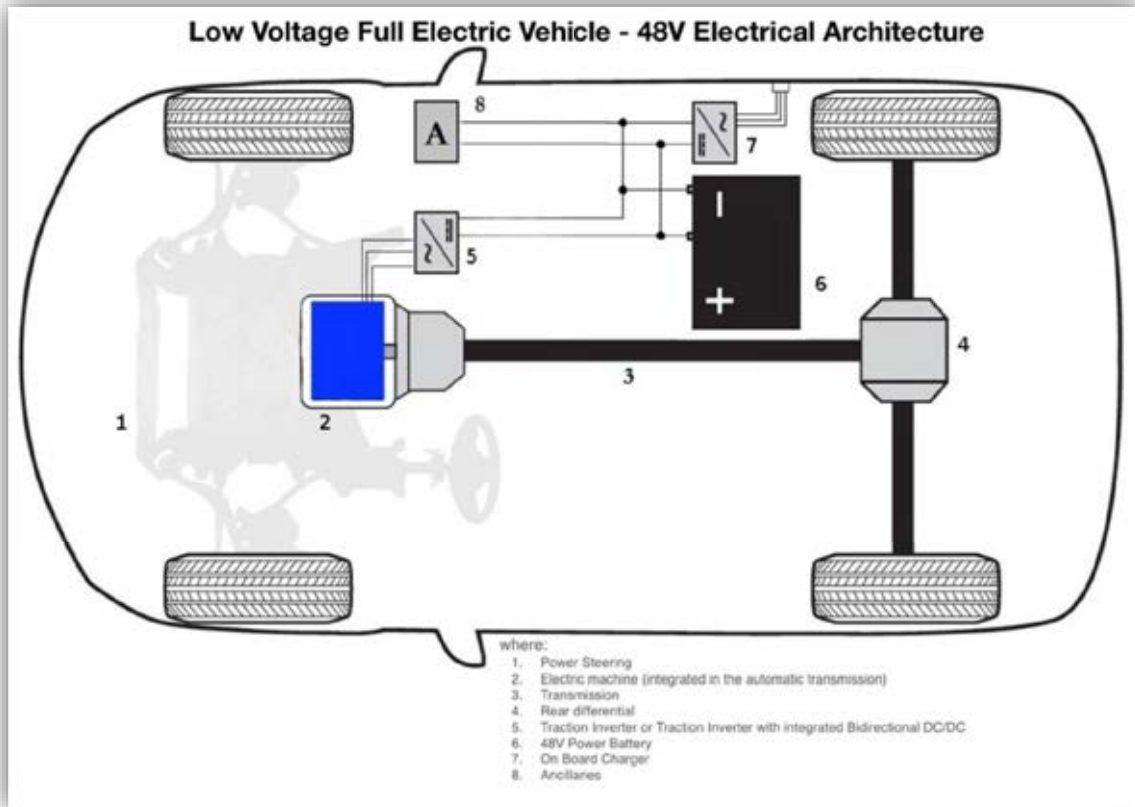 Low Voltage Full Electric Vehicle - 48V Electrical Architecture
A
8
7
5
6
4
3
1
2
where:
1. Power Steering
2. Electric machine (integrated in the automatic transmission)
3. Transmission
4. Rear differential
5. Traction Inverter or Traction Inverter with integrated Bidirectional DC/DC
6. 48V Power Battery
7. On Board Charger
8. Ancillaries